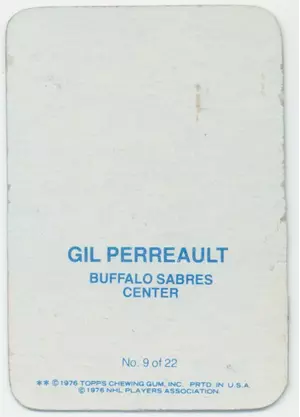 GIL PERREAULT
BUFFALO SABRES
CENTER
No. 9 of 22
** © 1976 TOPPS CHEWING GUM, INC. PRTD. IN U.S.A.
© 1976 NHL PLAYERS ASSOCIATION